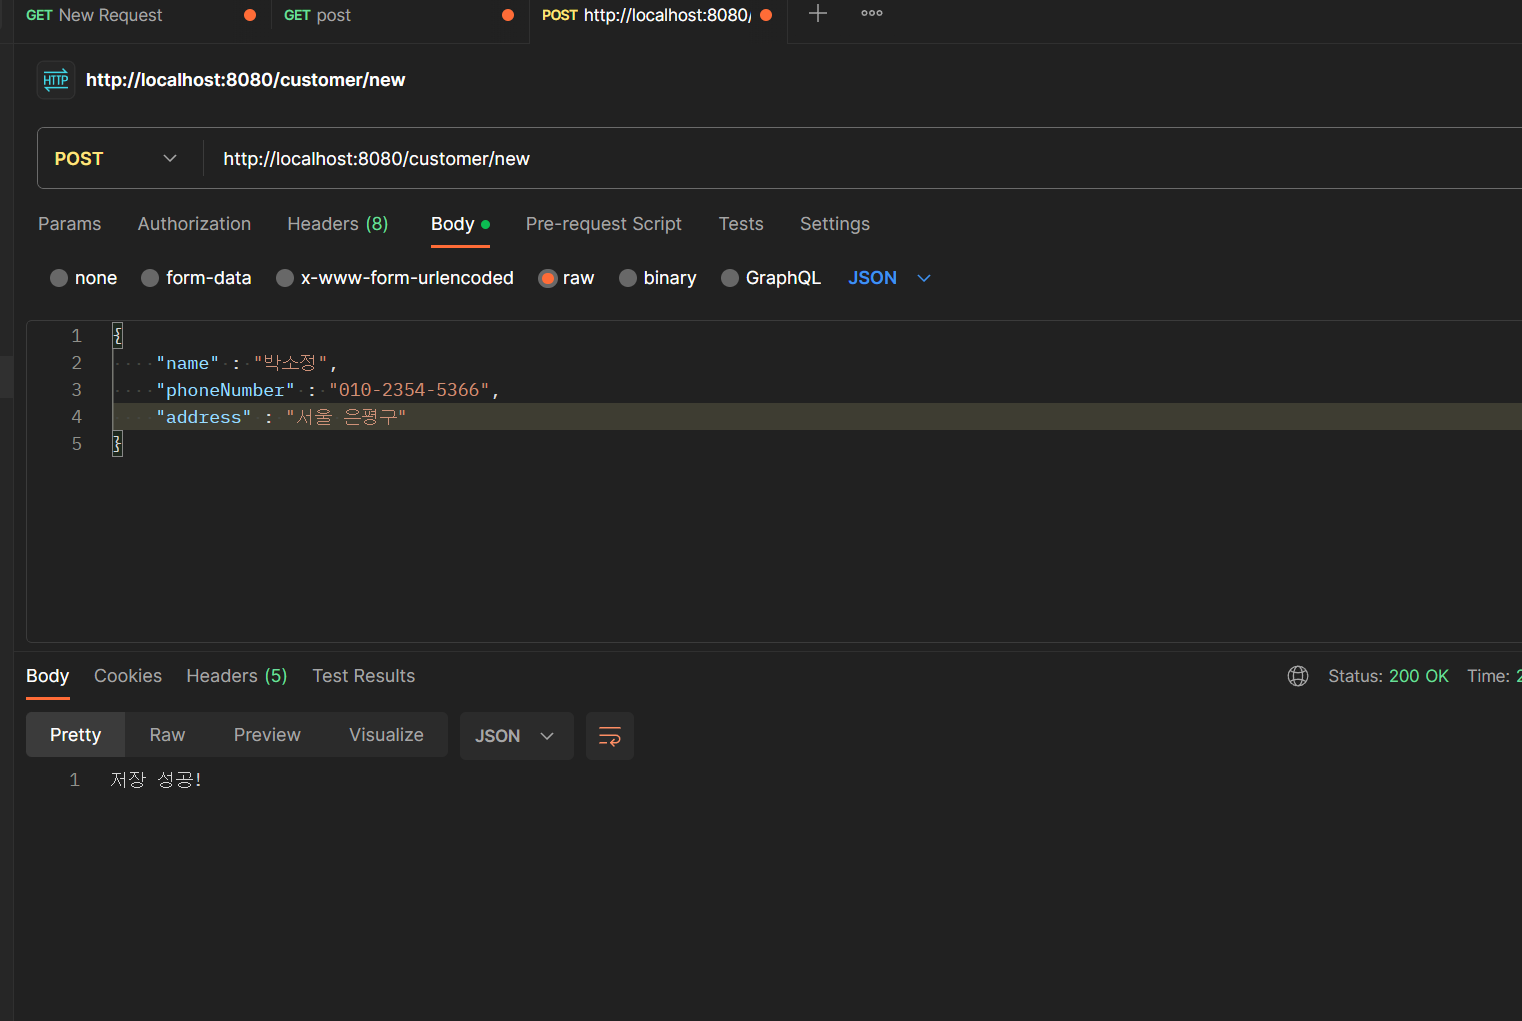 GET New Request GET post POST http://localhost:8080/
HTTP http://localhost:8080/customer/new
POST http://localhost:8080/customer/new
Params Authorization Headers (8) Body Pre-request Script Tests Settings
none form-data x-www-form-urlencoded raw binary GraphQL JSON
1 {
2 "name" : "박소정",
3 "phoneNumber" : "010-2354-5366",
4 "address" : "서울 은평구"
5 }
Body Cookies Headers (5) Test Results Status: 200 OK Time: 2
Pretty Raw Preview Visualize JSON
1 저장 성공!